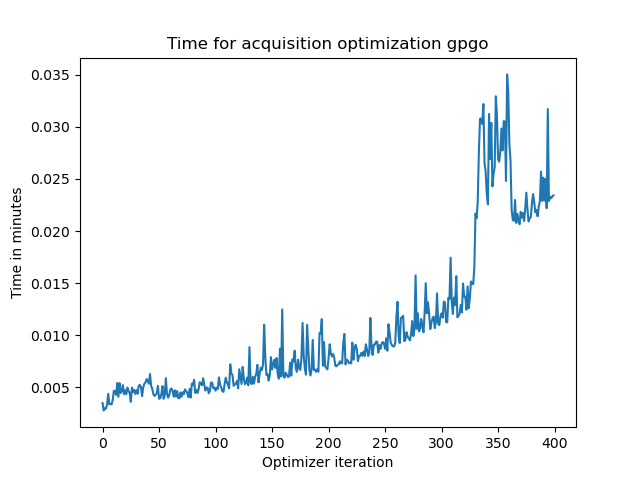 Time for acquisition optimization gpgo
0.035
0.030
0.025
0.020
0.015
0.010
0.005
Time in minutes
0 50 100 150 200 250 300 350 400
Optimizer iteration